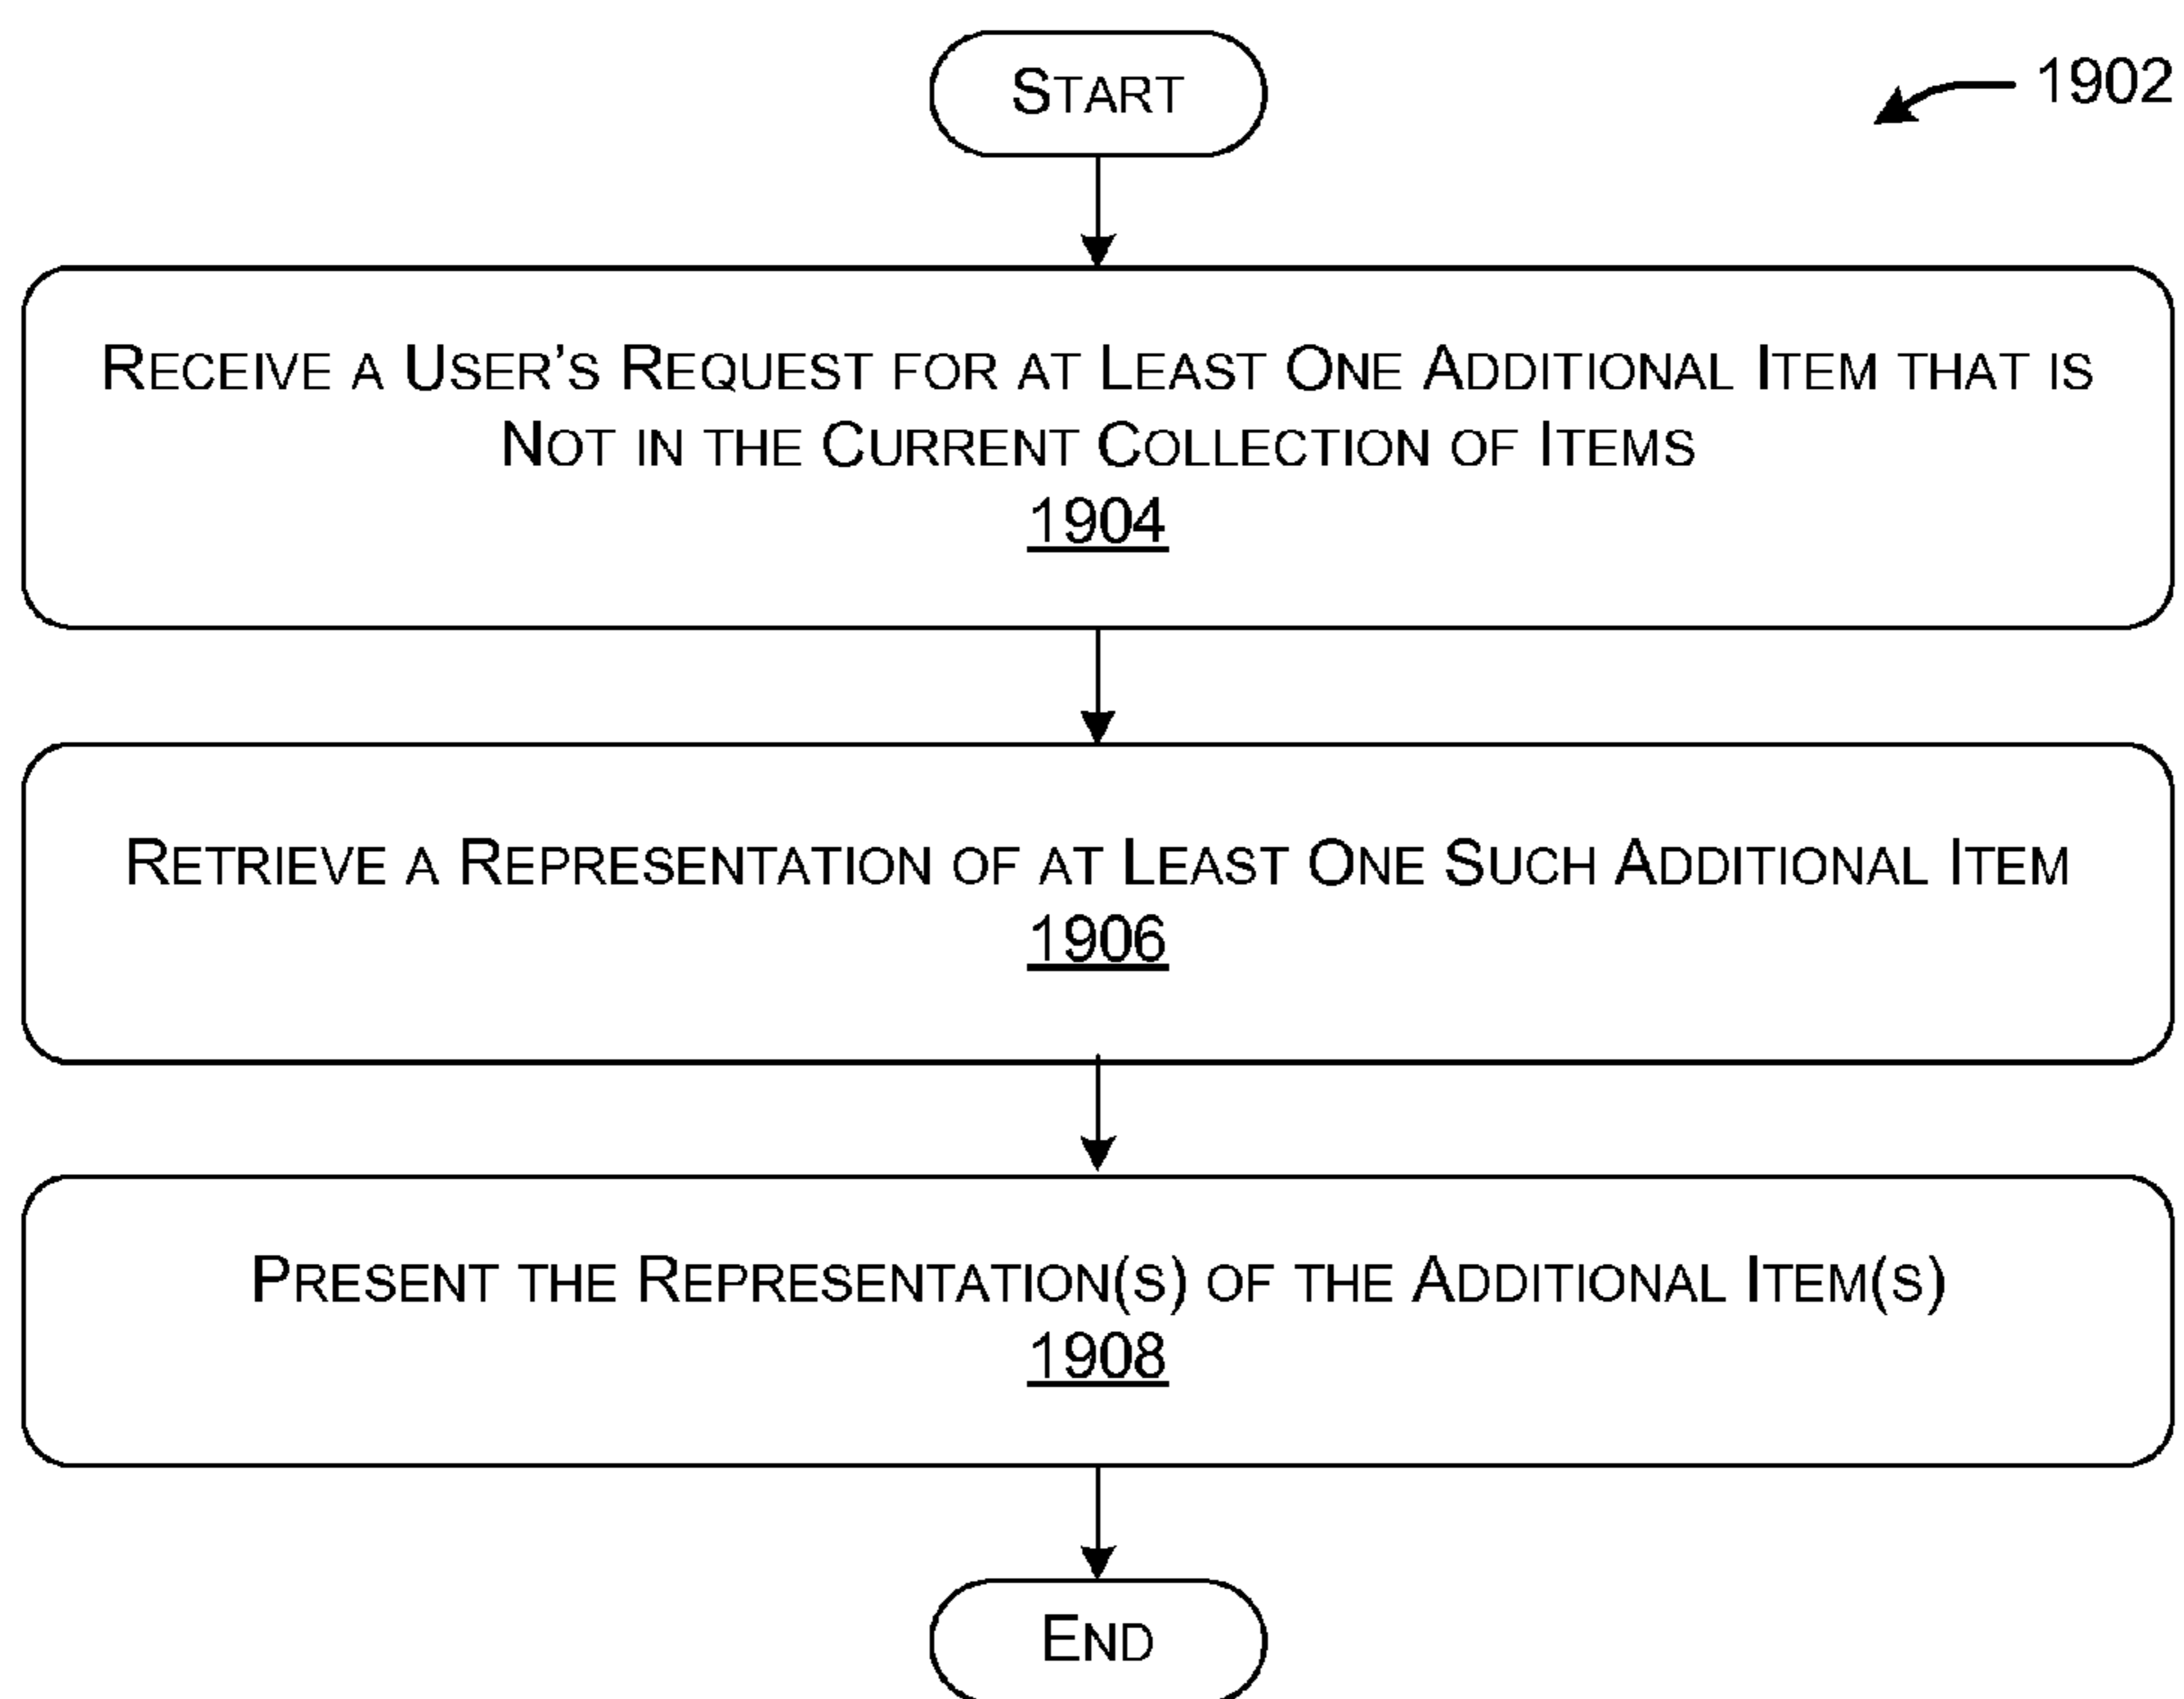 START
1902
RECEIVE A USER'S REQUEST FOR AT LEAST ONE ADDITIONAL ITEM THAT IS
NOT IN THE CURRENT COLLECTION OF ITEMS
1904
RETRIEVE A REPRESENTATION OF AT LEAST ONE SUCH ADDITIONAL ITEM
1906
PRESENT THE REPRESENTATION(S) OF THE ADDITIONAL ITEM(S)
1908
END